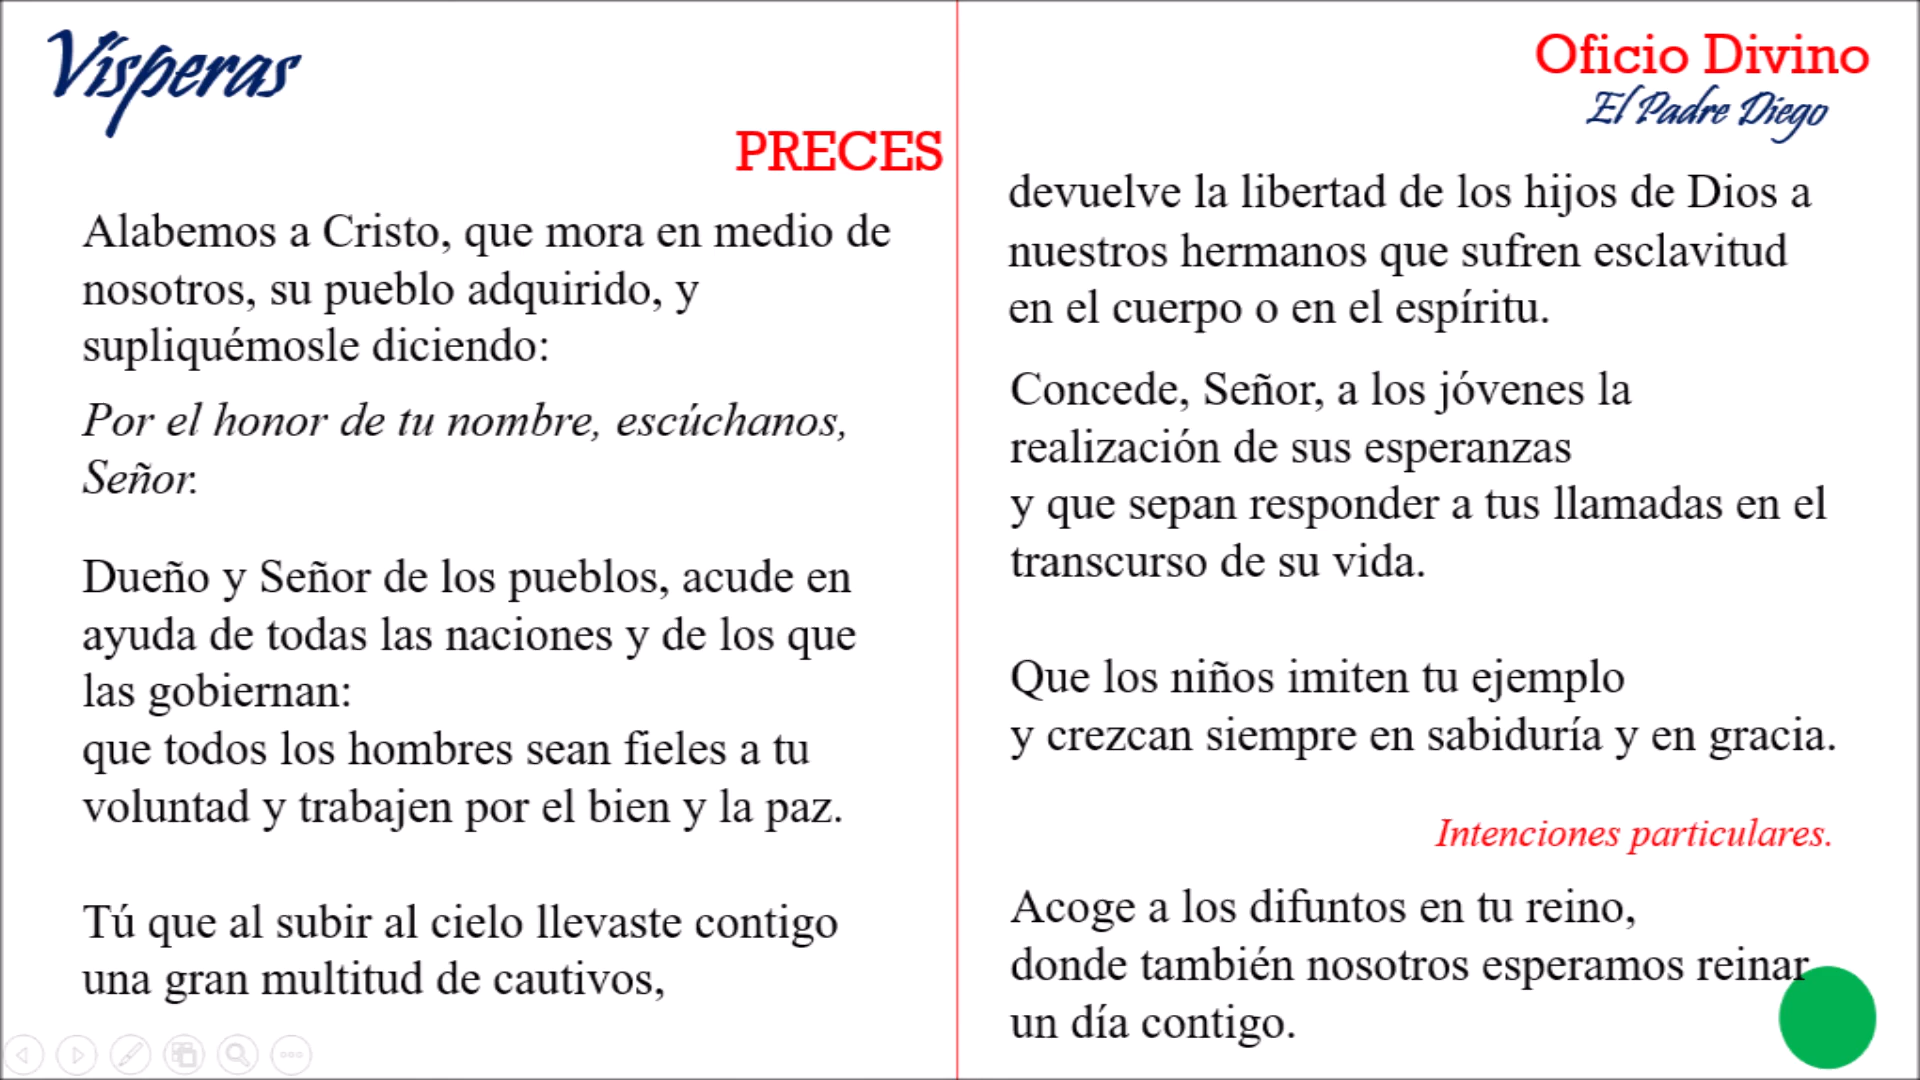 Vísperas
PRECES
Alabemos a Cristo, que mora en medio de
nosotros, su pueblo adquirido, y
supliquémosle diciendo:
Por el honor de tu nombre, escúchanos,
Señor.
Dueño y Señor de los pueblos, acude en
ayuda de todas las naciones y de los que
las gobiernan:
que todos los hombres sean fieles a tu
voluntad y trabajen por el bien y la paz.
Tú que al subir al cielo llevaste contigo
una gran multitud de cautivos,
Oficio Divino
El Padre Diego
devuelve la libertad de los hijos de Dios a
nuestros hermanos que sufren esclavitud
en el cuerpo o en el espíritu.
Concede, Señor, a los jóvenes la
realización de sus esperanzas
y que sepan responder a tus llamadas en el
transcurso de su vida.
Que los niños imiten tu ejemplo
y crezcan siempre en sabiduría y en gracia.
Intenciones particulares.
Acoge a los difuntos en tu reino,
donde también nosotros esperamos reinar
un día contigo.